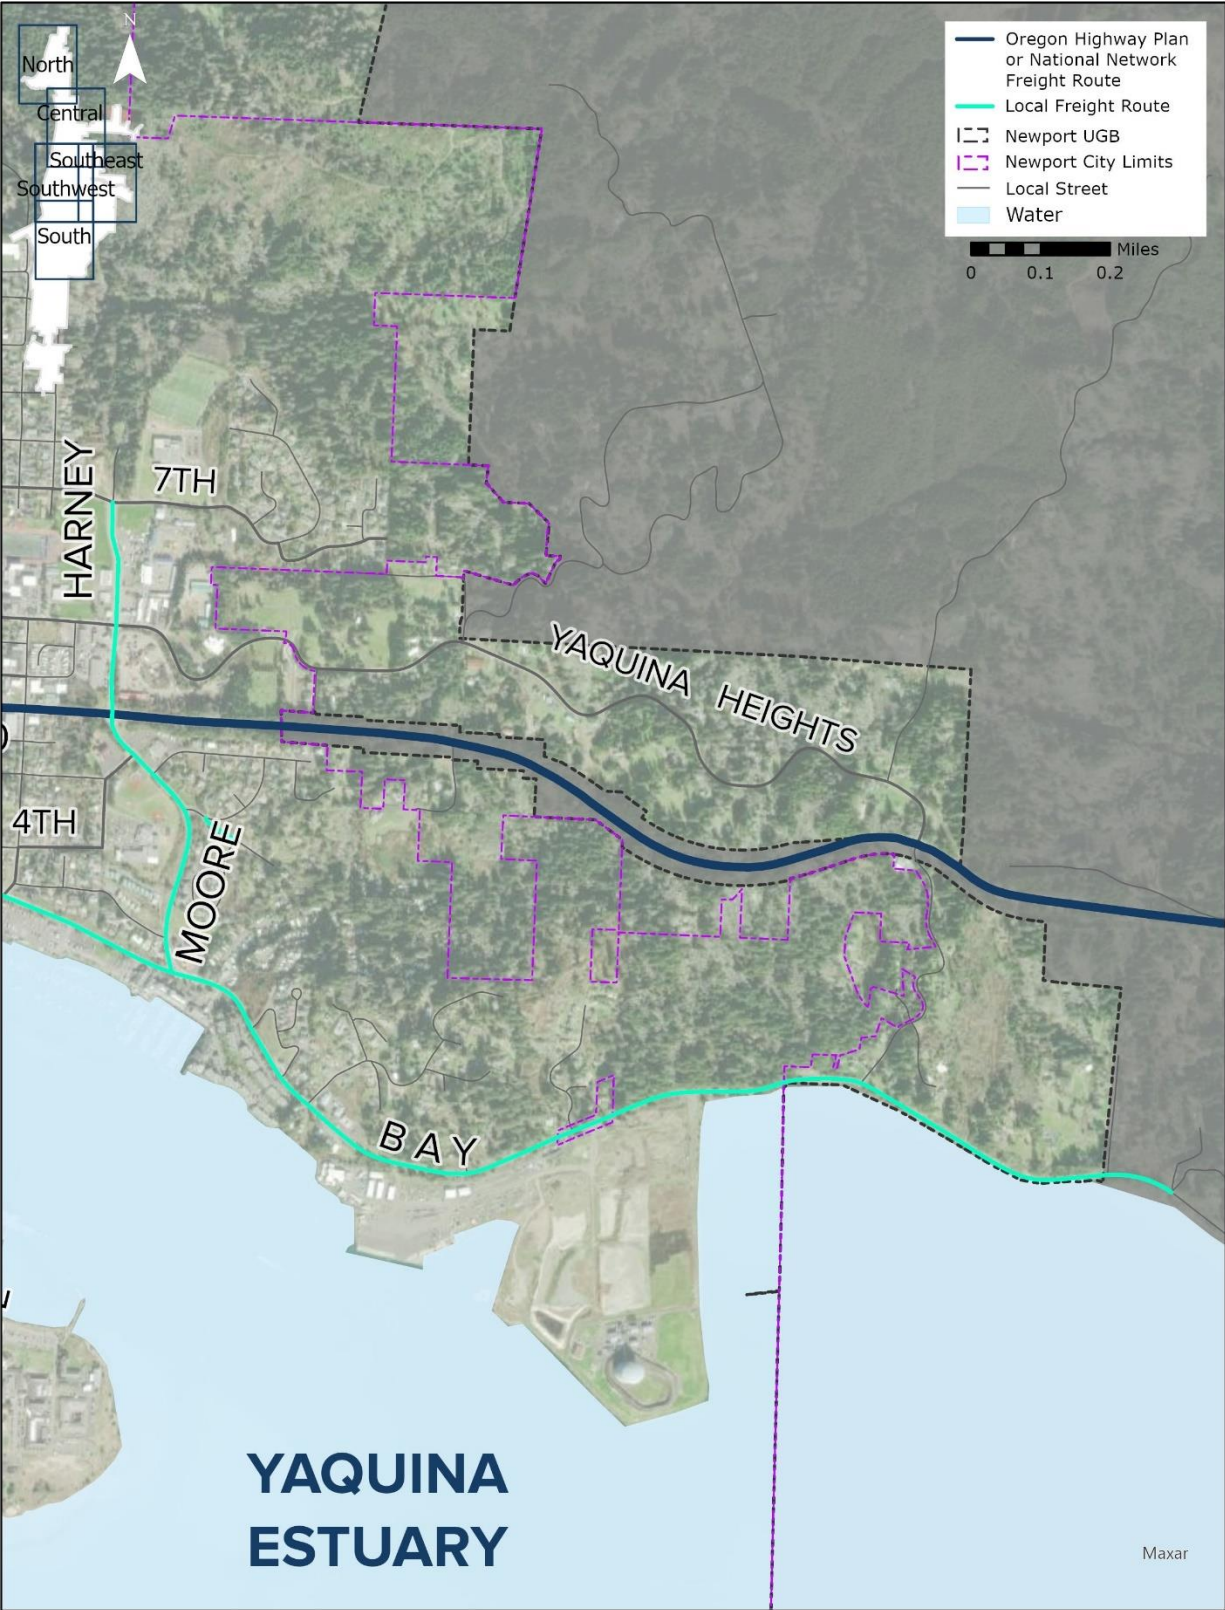 N
North
Central
Southeast
Southwest
South
Oregon Highway Plan
or National Network
Freight Route
Local Freight Route
Newport UGB
Newport City Limits
Local Street
Water
Miles
0 0.1 0.2
HARNEY
7TH
YAQUINA HEIGHTS
4TH
MOORE
BAY
YAQUINA
ESTUARY
Maxar